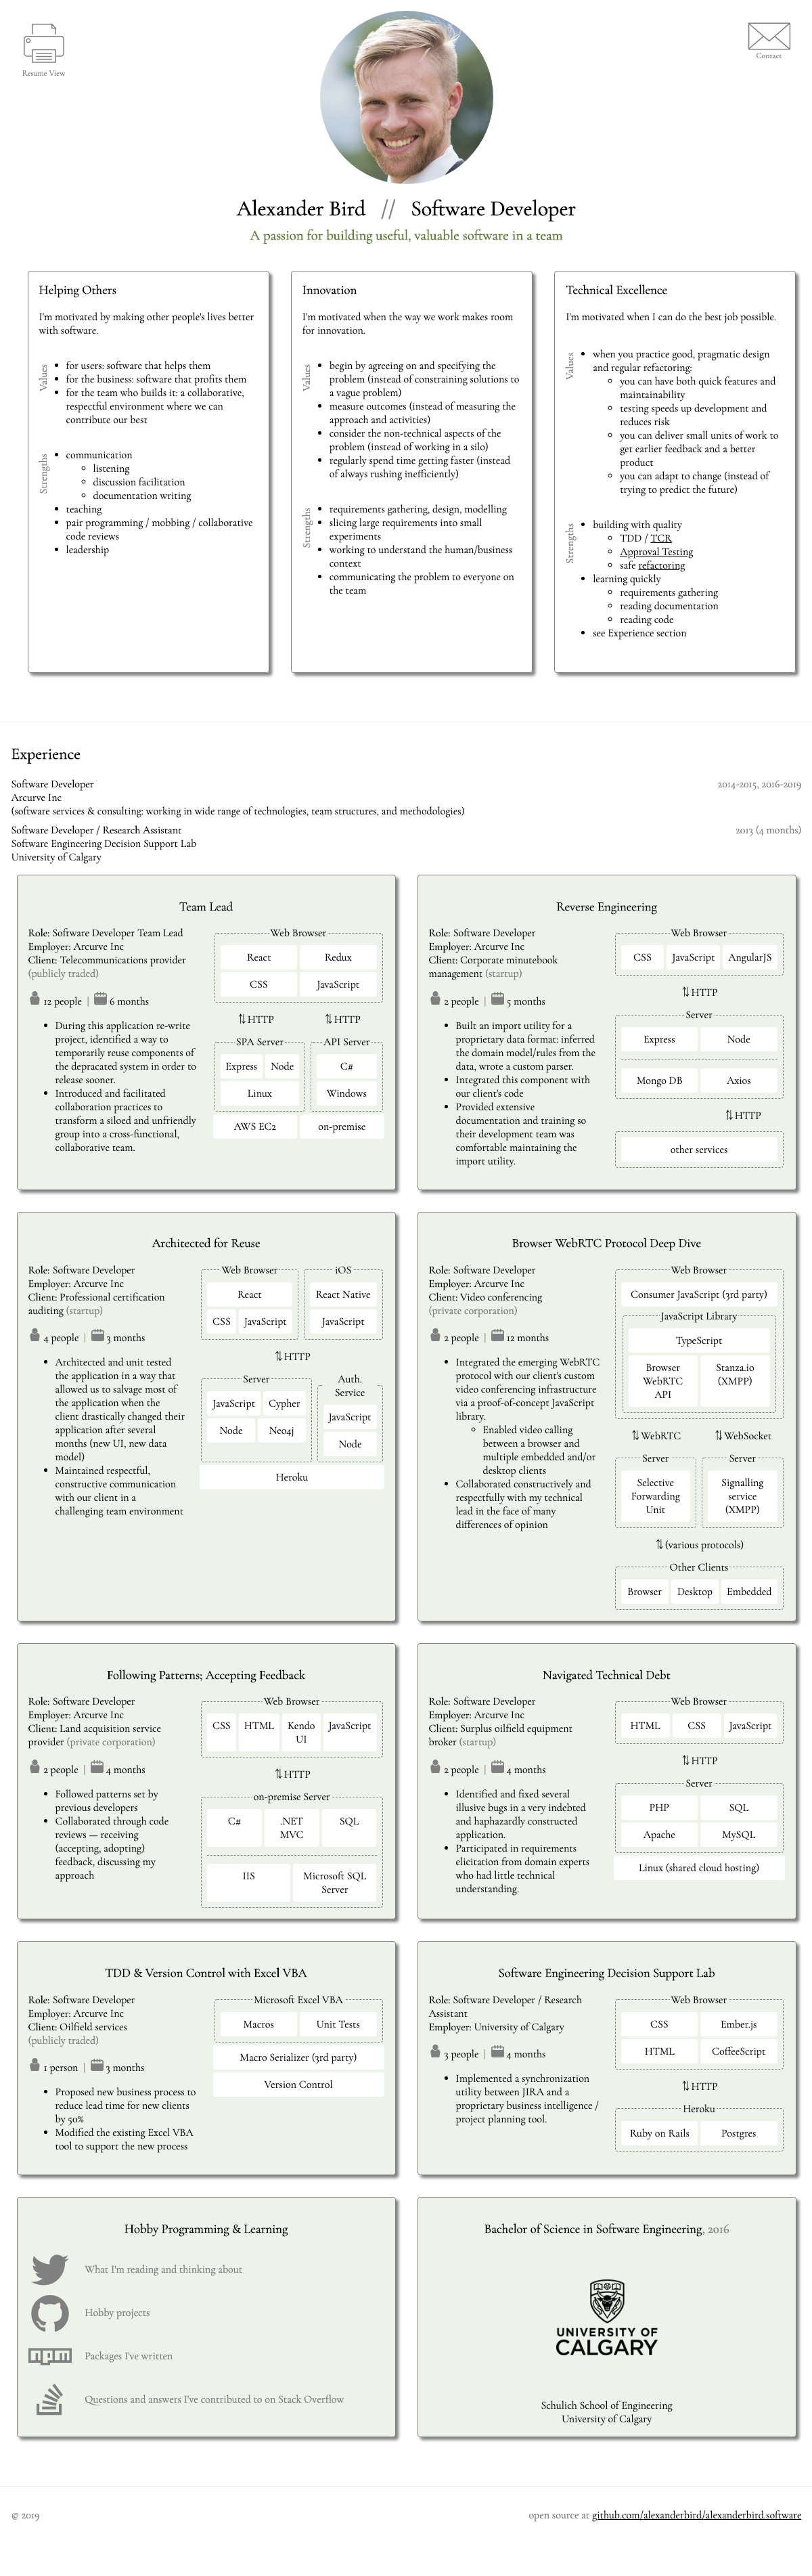 Resume View
Contact
Alexander Bird // Software Developer
A passion for building useful, valuable software in a team
Helping Others
I'm motivated by making other people's lives better
with software.
Values
for users: software that helps them
for the business: software that profits them
for the team who builds it: a collaborative,
respectful environment where we can
contribute our best
Strengths
communication
listening
discussion facilitation
documentation writing
teaching
pair programming / mobbing / collaborative
code reviews
leadership
Innovation
I'm motivated when the way we work makes room
for innovation.
Values
begin by agreeing on and specifying the
problem (instead of constraining solutions to
a vague problem)
measure outcomes (instead of measuring the
approach and activities)
consider the non-technical aspects of the
problem (instead of working in a silo)
regularly spend time getting faster (instead
of always rushing inefficiently)
Strengths
requirements gathering, design, modelling
slicing large requirements into small
experiments
working to understand the human/business
context
communicating the problem to everyone on
the team
Technical Excellence
I'm motivated when I can do the best job possible.
Values
when you practice good, pragmatic design
and regular refactoring:
you can have both quick features and
maintainability
testing speeds up development and
reduces risk
you can deliver small units of work to
get earlier feedback and a better
product
you can adapt to change (instead of
trying to predict the future)
Strengths
building with quality
TDD / TCR
Approval Testing
safe refactoring
learning quickly
requirements gathering
reading documentation
reading code
see Experience section
Experience
Software Developer 2014-2015, 2016-2019
Arcurve Inc
(software services & consulting: working in wide range of technologies, team structures, and methodologies)
Software Developer / Research Assistant 2013 (4 months)
Software Engineering Decision Support Lab
University of Calgary
Team Lead
Role: Software Developer Team Lead
Employer: Arcurve Inc
Client: Telecommunications provider
(publicly traded)
12 people | 6 months
During this application re-write
project, identified a way to
temporarily reuse components of
the depracated system in order to
release sooner.
Introduced and facilitated
collaboration practices to
transform a siloed and unfriendly
group into a cross-functional,
collaborative team.
Web Browser
React Redux
CSS JavaScript
⇅ HTTP ⇅ HTTP
SPA Server API Server
Express Node C#
Linux Windows
AWS EC2 on-premise
Reverse Engineering
Role: Software Developer
Employer: Arcurve Inc
Client: Corporate minutebook
management (startup)
2 people | 5 months
Built an import utility for a
proprietary data format: inferred
the domain model/rules from the
data, wrote a custom parser.
Integrated this component with
our client's code
Provided extensive
documentation and training so
their development team was
comfortable maintaining the
import utility.
Web Browser
CSS JavaScript AngularJS
⇅ HTTP
Server
Express Node
Mongo DB Axios
⇅ HTTP
other services
Architected for Reuse
Role: Software Developer
Employer: Arcurve Inc
Client: Professional certification
auditing (startup)
4 people | 3 months
Architected and unit tested
the application in a way that
allowed us to salvage most of
the application when the
client drastically changed their
application after several
months (new UI, new data
model)
Maintained respectful,
constructive communication
with our client in a
challenging team environment
Web Browser iOS
React React Native
CSS JavaScript JavaScript
⇅ HTTP
Server Auth.
Service
JavaScript Cypher JavaScript
Node Neo4j Node
Heroku
Browser WebRTC Protocol Deep Dive
Role: Software Developer
Employer: Arcurve Inc
Client: Video conferencing
(private corporation)
2 people | 12 months
Integrated the emerging WebRTC
protocol with our client's custom
video conferencing infrastructure
via a proof-of-concept JavaScript
library.
Enabled video calling
between a browser and
multiple embedded and/or
desktop clients
Collaborated constructively and
respectfully with my technical
lead in the face of many
differences of opinion
Web Browser
Consumer JavaScript (3rd party)
JavaScript Library
TypeScript
Browser Stanza.io
WebRTC (XMPP)
API
⇅ WebRTC ⇅ WebSocket
Server Server
Selective Signalling
Forwarding service
Unit (XMPP)
⇅ (various protocols)
Other Clients
Browser Desktop Embedded
Following Patterns; Accepting Feedback
Role: Software Developer
Employer: Arcurve Inc
Client: Land acquisition service
provider (private corporation)
2 people | 4 months
Followed patterns set by
previous developers
Collaborated through code
reviews — receiving
(accepting, adopting)
feedback, discussing my
approach
Web Browser
CSS HTML Kendo JavaScript
UI
⇅ HTTP
on-premise Server
C# .NET SQL
MVC
IIS Microsoft SQL
Server
Navigated Technical Debt
Role: Software Developer
Employer: Arcurve Inc
Client: Surplus oilfield equipment
broker (startup)
2 people | 4 months
Identified and fixed several
illusive bugs in a very indebted
and haphazardly constructed
application.
Participated in requirements
elicitation from domain experts
who had little technical
understanding.
Web Browser
HTML CSS JavaScript
⇅ HTTP
Server
PHP SQL
Apache MySQL
Linux (shared cloud hosting)
TDD & Version Control with Excel VBA
Role: Software Developer
Employer: Arcurve Inc
Client: Oilfield services
(publicly traded)
1 person | 3 months
Proposed new business process to
reduce lead time for new clients
by 50%
Modified the existing Excel VBA
tool to support the new process
Microsoft Excel VBA
Macros Unit Tests
Macro Serializer (3rd party)
Version Control
Software Engineering Decision Support Lab
Role: Software Developer / Research
Assistant
Employer: University of Calgary
3 people | 4 months
Implemented a synchronization
utility between JIRA and a
proprietary business intelligence /
project planning tool.
Web Browser
CSS Ember.js
HTML CoffeeScript
⇅ HTTP
Heroku
Ruby on Rails Postgres
Hobby Programming & Learning
What I'm reading and thinking about
Hobby projects
npm Packages I've written
Questions and answers I've contributed to on Stack Overflow
Bachelor of Science in Software Engineering, 2016
UNIVERSITY OF
CALGARY
Schulich School of Engineering
University of Calgary
© 2019
open source at github.com/alexanderbird/alexanderbird.software